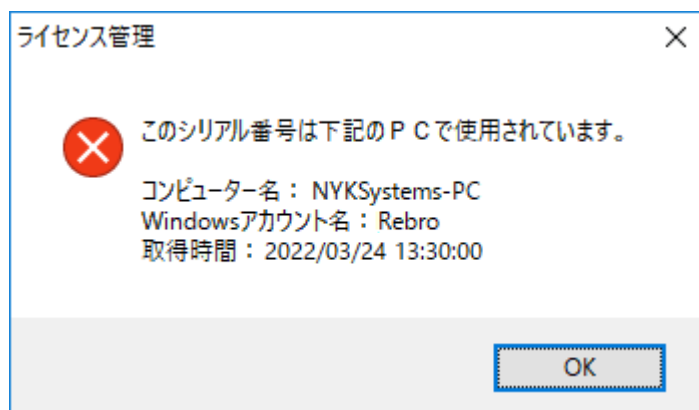 ライセンス管理
このシリアル番号は下記のＰＣで使用されています。
コンピューター名： NYKSystems-PC
Windowsアカウント名：Rebro
取得時間：2022/03/24 13:30:00
OK